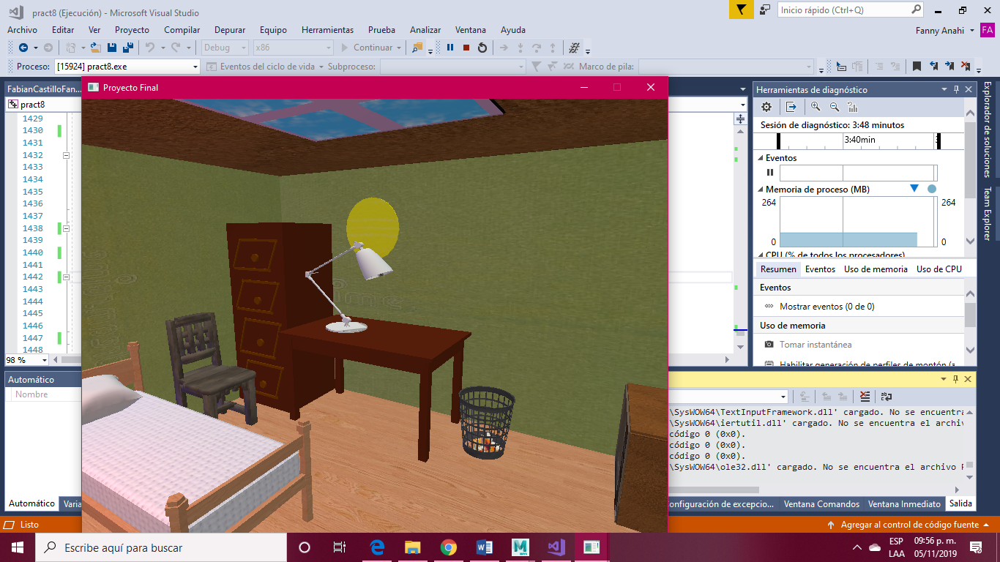 pract8 (Ejecución) - Microsoft Visual Studio
Inicio rápido (Ctrl+Q)
Archivo Editar Ver Proyecto Compilar Depurar Equipo Herramientas Prueba Analizar Ventana Ayuda
Fanny Anahi FA
Debug x86 Continuar
Proceso: [15924] pract8.exe Eventos del ciclo de vida Subproceso: Marco de pila:
FabianCastilloFan...
pract8
Proyecto Final
1429
1430
1431
1432
1433
1434
1435
1436
1437
1438
1439
1440
1441
1442
1443
1444
1445
1446
1447
1448
98 %
Automático
Nombre
Automático Varia
Herramientas de diagnóstico
Sesión de diagnóstico: 3:48 minutos
3:40min
Eventos
Memoria de proceso (MB)
264 264
0 0
CPU (% de todos los procesadores)
Resumen Eventos Uso de memoria Uso de CPU
Eventos
Mostrar eventos (0 de 0)
Uso de memoria
Tomar instantánea
Habilitar generación de perfiles de montón (a
Explorador de soluciones
Team Explorer
\SysWOW64\TextInputFramework.dll' cargado. No se encuentra
\SysWOW64\iertutil.dll' cargado. No se encuentra el archiv
código 0 (0x0).
código 0 (0x0).
código 0 (0x0).
\SysWOW64\ole32.dll' cargado. No se encuentra el archivo P
onfiguración de excepcio... Ventana Comandos Ventana Inmediato Salida
Listo
Agregar al control de código fuente
Escribe aquí para buscar
ESP
LAA
09:56 p. m.
05/11/2019